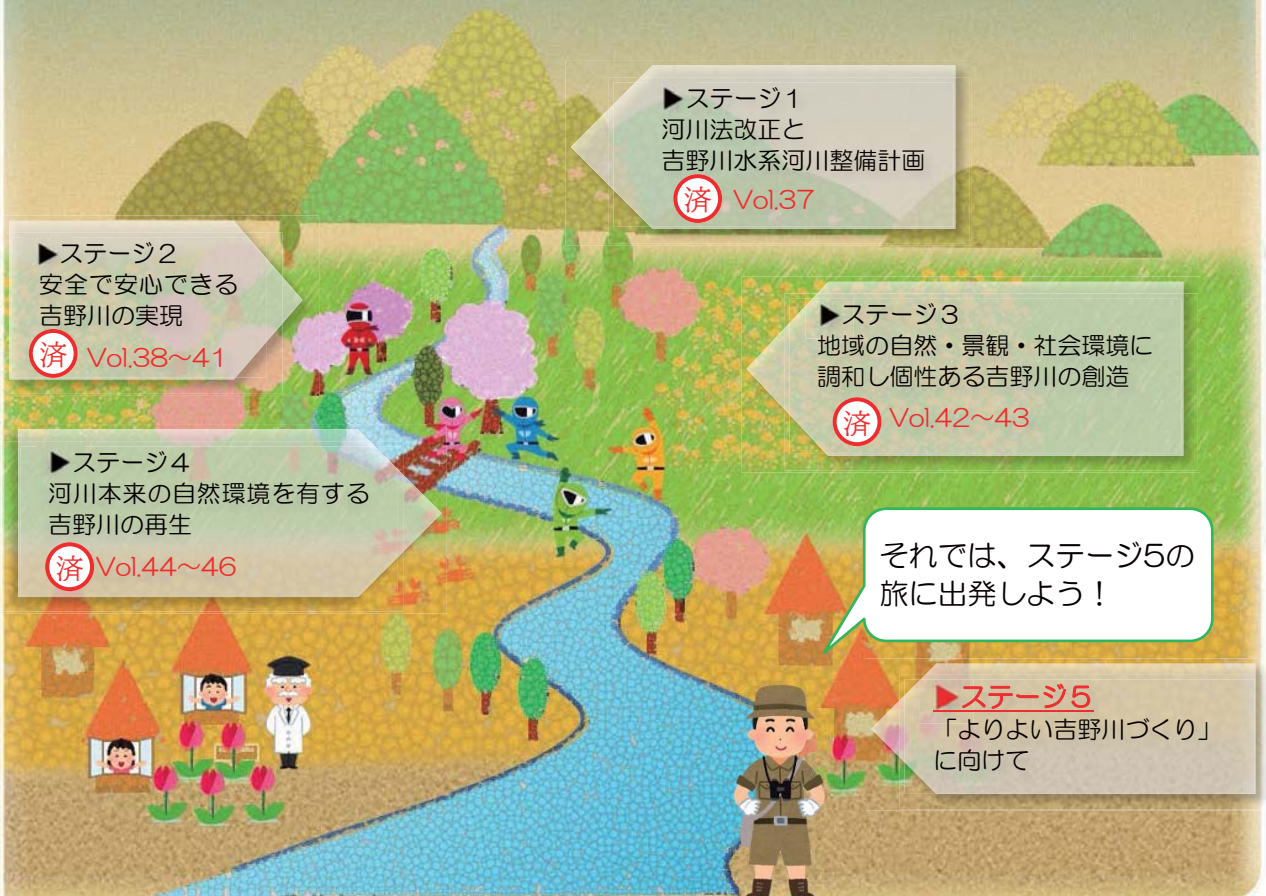 ▶ステージ1
河川法改正と
吉野川水系河川整備計画
済 Vol.37
▶ステージ2
安全で安心できる
吉野川の実現
済 Vol.38～41
▶ステージ3
地域の自然・景観・社会環境に
調和し個性ある吉野川の創造
済 Vol.42～43
▶ステージ4
河川本来の自然環境を有する
吉野川の再生
済 Vol.44～46
それでは、ステージ5の
旅に出発しよう！
▶ステージ5
「よりよい吉野川づくり」
に向けて